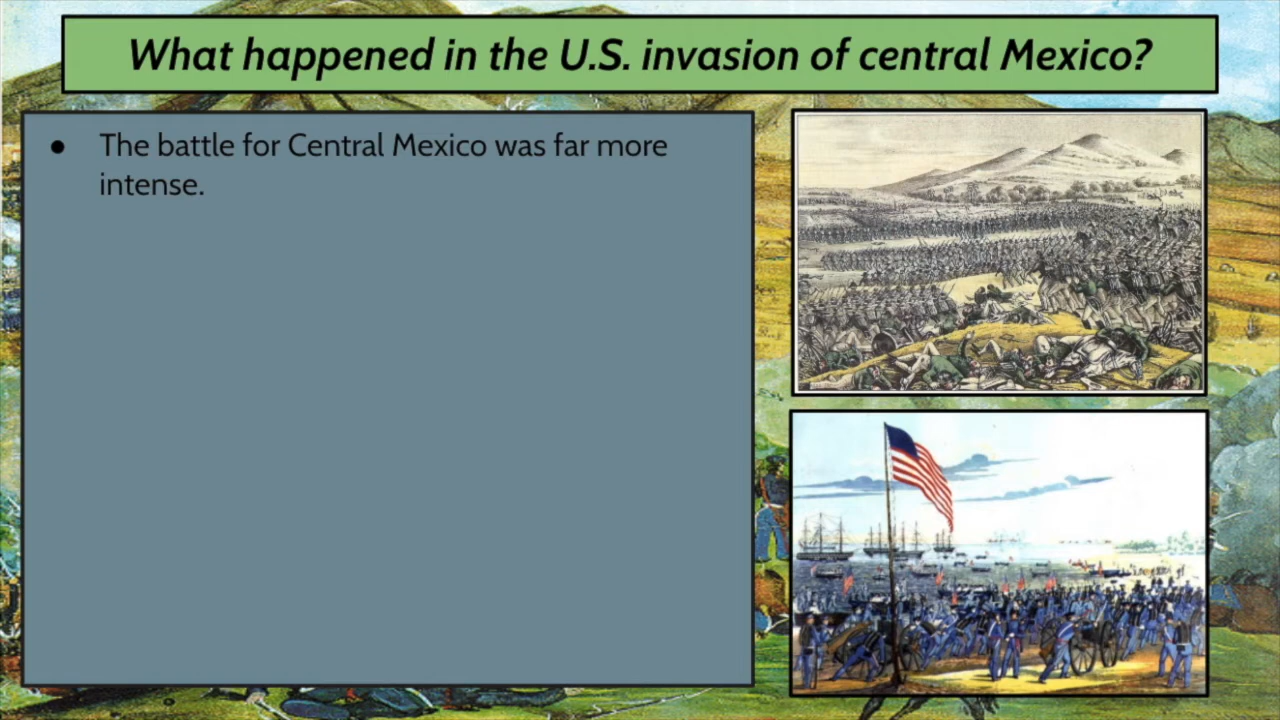 What happened in the U.S. invasion of central Mexico?
● The battle for Central Mexico was far more
intense.